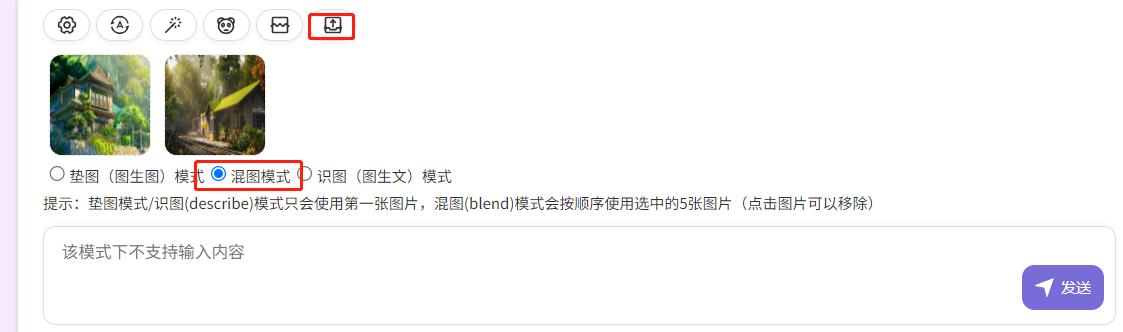 A
垫图（图生图）模式 混图模式 识图（图生文）模式
提示：垫图模式/识图(describe)模式只会使用第一张图片，混图(blend)模式会按顺序使用选中的5张图片（点击图片可以移除）
该模式下不支持输入内容
发送